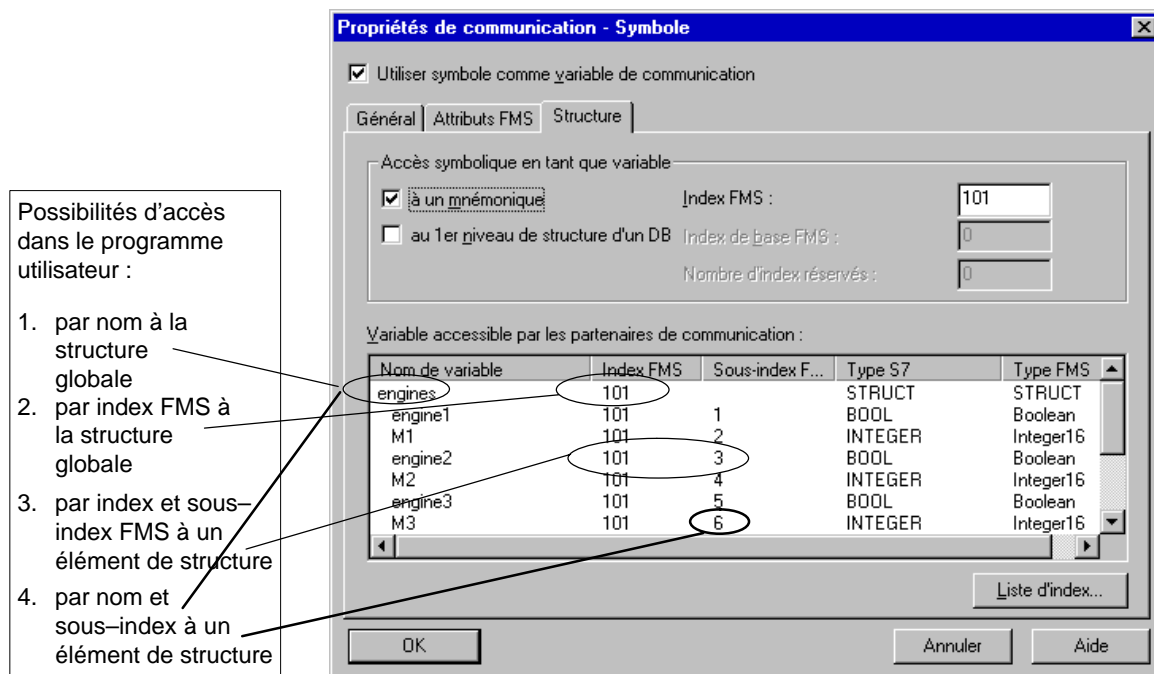 Propriétés de communication - Symbole
Utiliser symbole comme variable de communication
Général Attributs FMS Structure
Accès symbolique en tant que variable
à un mnémonique Index FMS : 101
au 1er niveau de structure d'un DB Index de base FMS : 0
Nombre d'index réservés : 0
Variable accessible par les partenaires de communication :
Nom de variable Index FMS Sous-index F... Type S7 Type FMS
engines 101 STRUCT STRUCT
engine1 101 1 BOOL Boolean
M1 101 2 INTEGER Integer16
engine2 101 3 BOOL Boolean
M2 101 4 INTEGER Integer16
engine3 101 5 BOOL Boolean
M3 101 6 INTEGER Integer16
Liste d'index...
OK Annuler Aide
Possibilités d'accès
dans le programme
utilisateur :
1. par nom à la
structure
globale
2. par index FMS à
la structure
globale
3. par index et sous–
index FMS à un
élément de structure
4. par nom et
sous–index à un
élément de structure